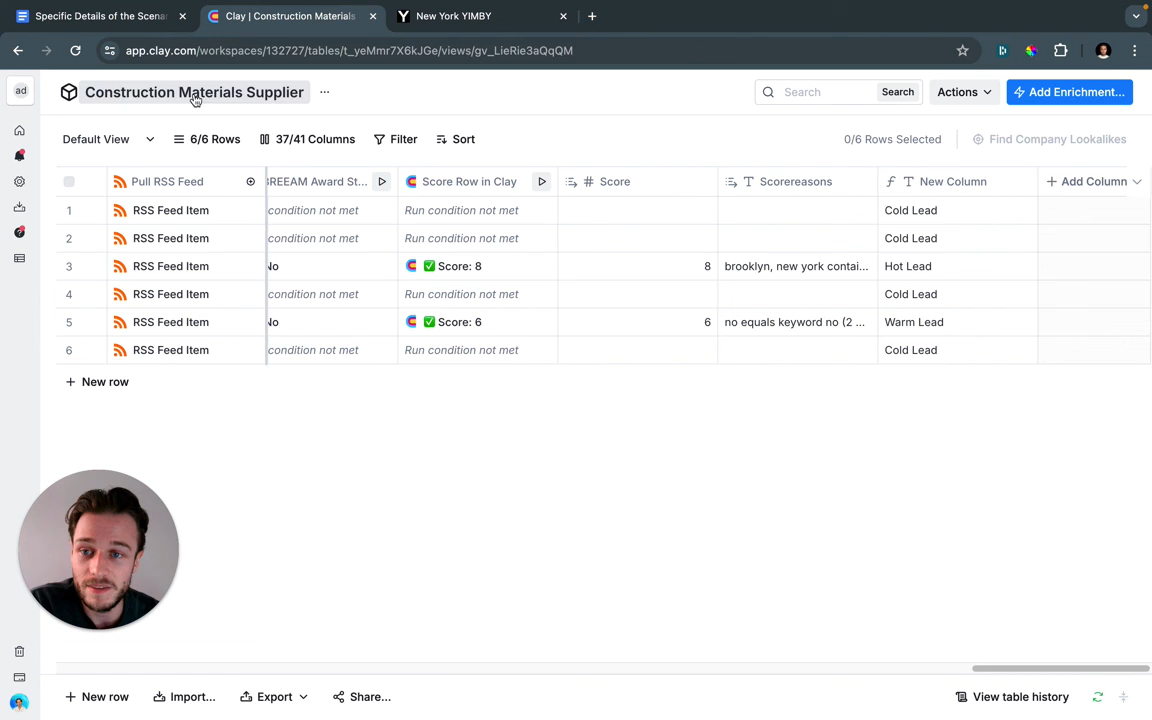 Specific Details of the Scenar
Clay | Construction Materials
New York YIMBY
app.clay.com/workspaces/132727/tables/t_yeMmr7X6kJGe/views/gv_LieRie3aQqQM
ad
Construction Materials Supplier
Search
Search
Actions
Add Enrichment...
Default View
6/6 Rows
37/41 Columns
Filter
Sort
0/6 Rows Selected
Find Company Lookalikes
Pull RSS Feed
BREEAM Award St...
Score Row in Clay
Score
Scorereasons
New Column
Add Column
1 RSS Feed Item condition not met Run condition not met Cold Lead
2 RSS Feed Item condition not met Run condition not met Cold Lead
3 RSS Feed Item No Score: 8 8 brooklyn, new york contai... Hot Lead
4 RSS Feed Item condition not met Run condition not met Cold Lead
5 RSS Feed Item No Score: 6 6 no equals keyword no (2 ... Warm Lead
6 RSS Feed Item condition not met Run condition not met Cold Lead
New row
New row
Import...
Export
Share...
View table history